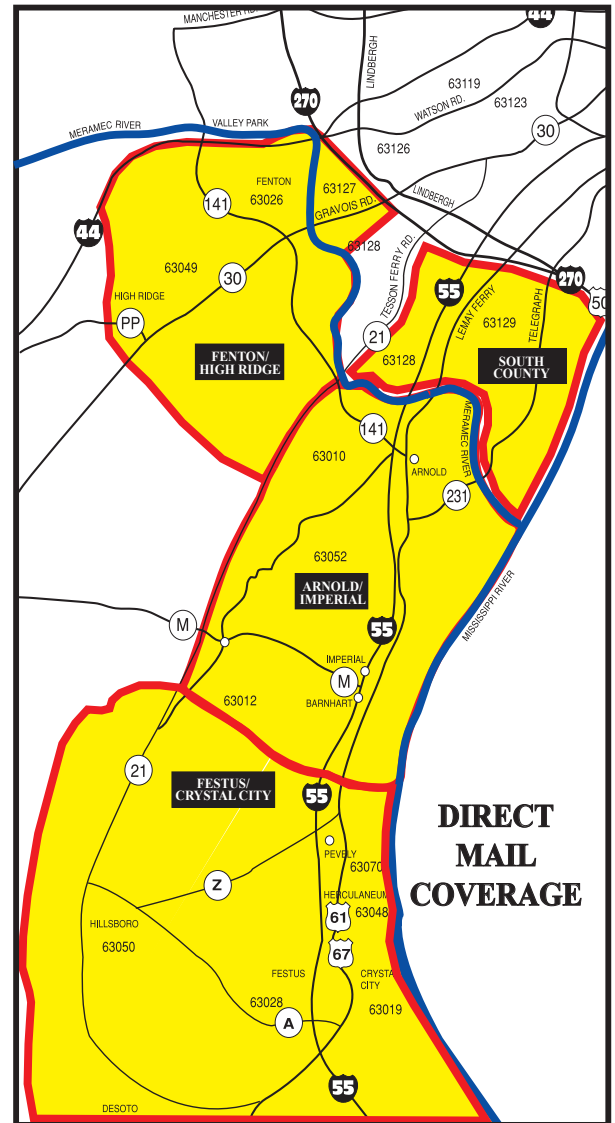 MANCHESTER RD.
44
LINDBERGH
270
63119
WATSON RD.
63123
30
MERAMEC RIVER
VALLEY PARK
63126
FENTON
63127
63026
141
GRAVOIS RD.
LINDBERGH
44
63128
63049
30
TESSON FERRY RD.
270
55
LEMAY FERRY
TELEGRAPH
50
HIGH RIDGE
PP
21
63129
FENTON/
HIGH RIDGE
63128
SOUTH
COUNTY
141
MERAMEC RIVER
63010
ARNOLD
231
63052
ARNOLD/
IMPERIAL
MISSISSIPPI RIVER
M
55
IMPERIAL
M
63012
BARNHART
21
FESTUS/
CRYSTAL CITY
55
DIRECT
MAIL
COVERAGE
PEVELY
63070
Z
HERCULANEUM
61
63048
HILLSBORO
63050
67
FESTUS
CRYSTA
CITY
63028
63019
A
55
DESOTO